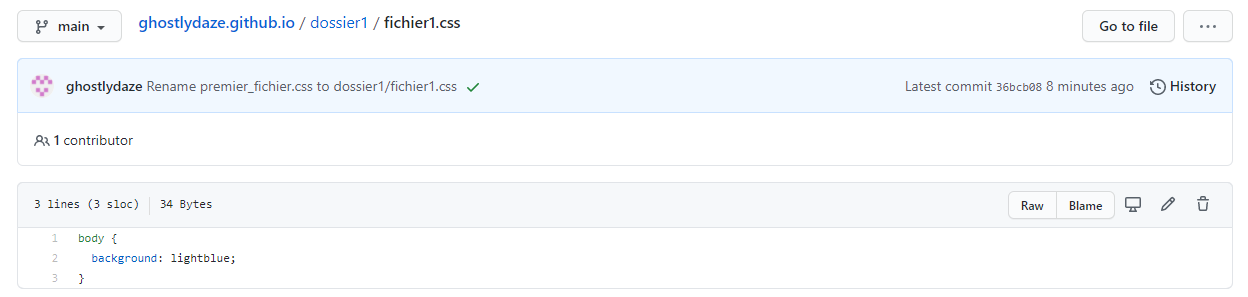 main
ghostlydaze.github.io / dossier1 / fichier1.css
Go to file
...
ghostlydaze Rename premier_fichier.css to dossier1/fichier1.css
Latest commit 36bcb08 8 minutes ago
History
1 contributor
3 lines (3 sloc) | 34 Bytes
Raw
Blame
1 body {
2 background: lightblue;
3 }